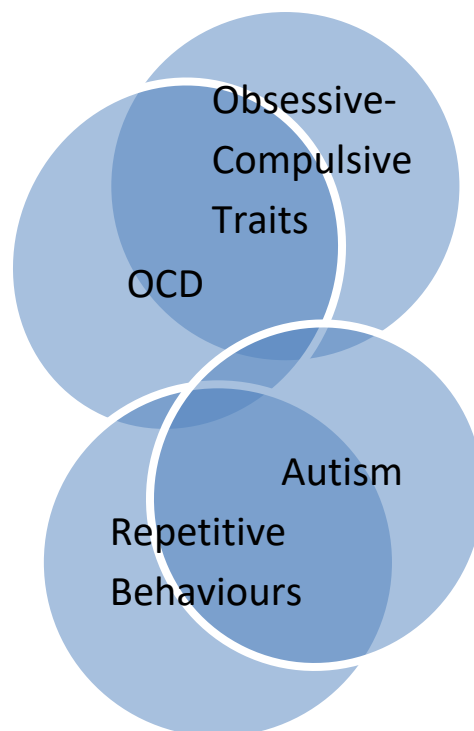 Obsessive-
Compulsive
Traits
OCD
Autism
Repetitive
Behaviours